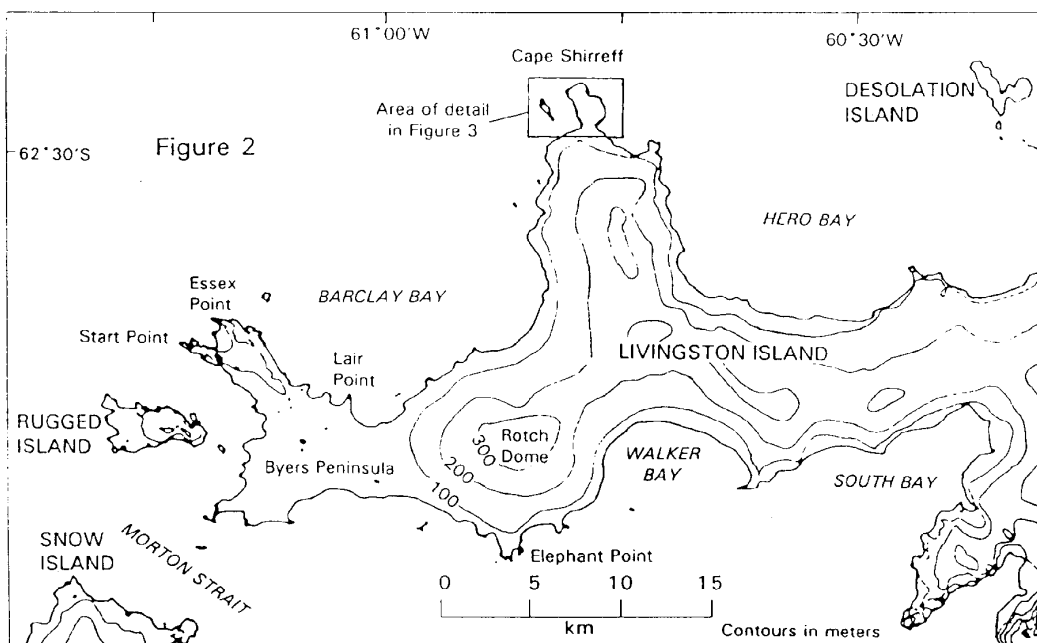 61°00'W
60°30'W
Cape Shirreff
DESOLATION
ISLAND
Area of detail
in Figure 3
62°30'S
Figure 2
HERO BAY
Essex
Point
BARCLAY BAY
Start Point
Lair
Point
LIVINGSTON ISLAND
RUGGED
ISLAND
Rotch
Dome
300
200
100
WALKER
BAY
Byers Peninsula
SOUTH BAY
SNOW
ISLAND
MORTON STRAIT
Elephant Point
0 5 10 15
km
Contours in meters